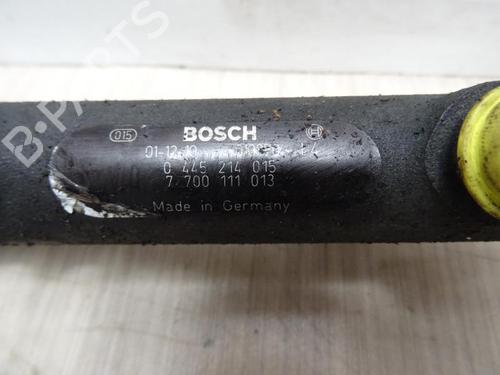 B-PARTS
015 BOSCH
01-12-10
0 445 214 015
7 700 111 013
Made in Germany